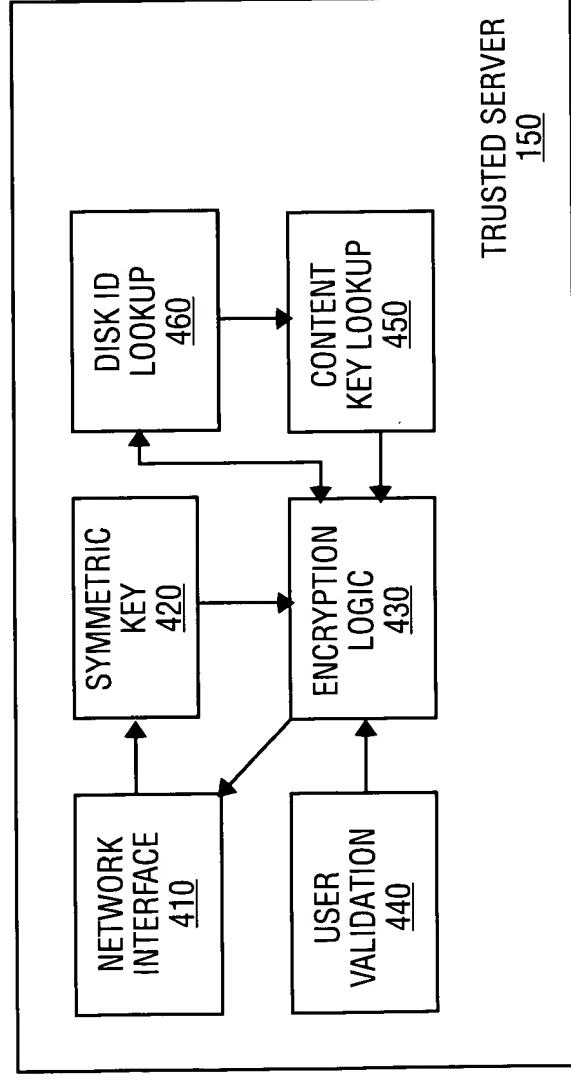 NETWORK
INTERFACE
410
SYMMETRIC
KEY
420
DISK ID
LOOKUP
460
USER
VALIDATION
440
ENCRYPTION
LOGIC
430
CONTENT
KEY LOOKUP
450
TRUSTED SERVER
150